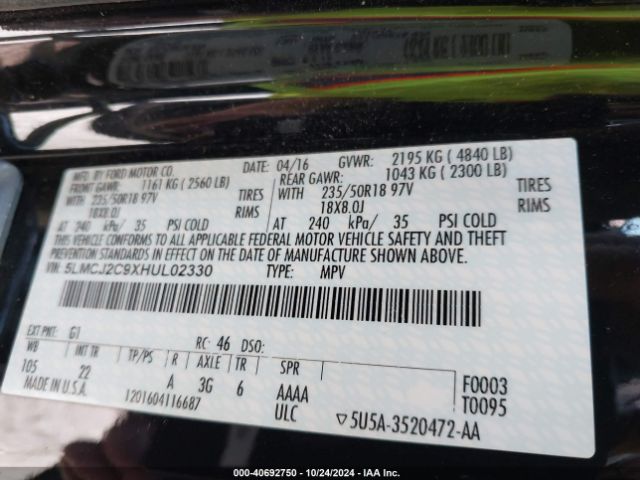 MFD. BY FORD MOTOR CO. DATE: 04/16 GVWR: 2195 KG ( 4840 LB)
FRONT GAWR: 1161 KG ( 2560 LB) REAR GAWR: 1043 KG ( 2300 LB)
WITH 235/50R18 97V TIRES 235/50R18 97V TIRES
18X8.0J RIMS 18X8.0J RIMS
AT 240 kPa/ 35 PSI COLD AT 240 kPa/ 35 PSI COLD
THIS VEHICLE CONFORMS TO ALL APPLICABLE FEDERAL MOTOR VEHICLE SAFETY AND THEFT
PREVENTION STANDARDS IN EFFECT ON THE DATE OF MANUFACTURE SHOWN ABOVE.
VIN: 5LMCJ2C9XHUL02330 TYPE: MPV
EXT PNT: G1 RC: 46 DSO:
WB INT TR TP/PS R AXLE TR SPR
105 22 A 3G 6 AAAA F0003
MADE IN U.S.A. 1201604116687 ULC T0095
▽5U5A-3520472-AA
000-40692750 - 10/24/2024 - IAAI.com